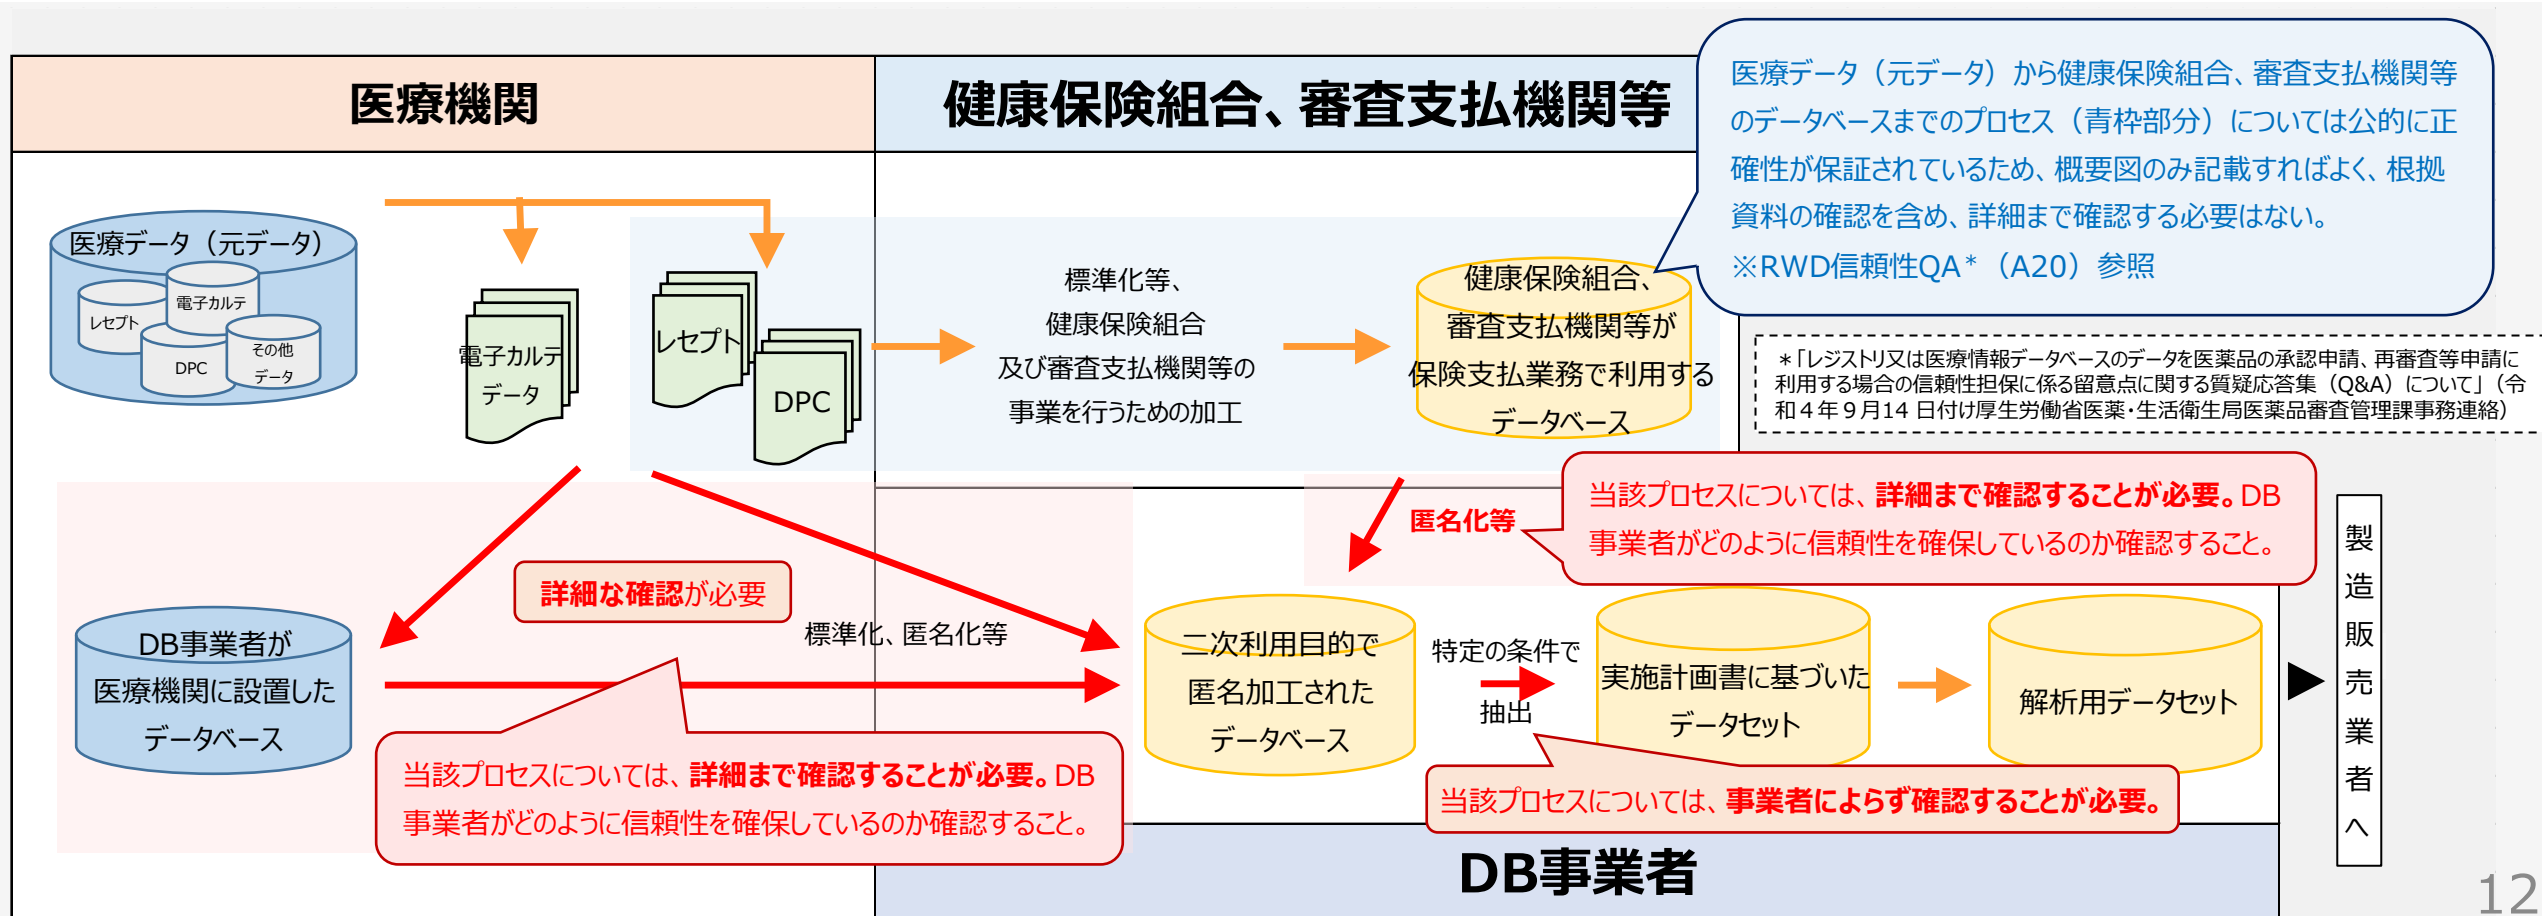 医療機関
健康保険組合、審査支払機関等
医療データ（元データ）から健康保険組合、審査支払機関等
のデータベースまでのプロセス（青枠部分）については公的に正
確性が保証されているため、概要図のみ記載すればよく、根拠
資料の確認を含め、詳細まで確認する必要はない。
※RWD信頼性QA*（A20）参照
医療データ（元データ）
レセプト
電子カルテ
DPC
その他
データ
電子カルテ
データ
レセプト
DPC
標準化等、
健康保険組合
及び審査支払機関等の
事業を行うための加工
健康保険組合、
審査支払機関等が
保険支払業務で利用する
データベース
＊「レジストリ又は医療情報データベースのデータを医薬品の承認申請、再審査等申請に
利用する場合の信頼性担保に係る留意点に関する質疑応答集（Q&A）について」（令
和４年９月14 日付け厚生労働省医薬・生活衛生局医薬品審査管理課事務連絡）
匿名化等
当該プロセスについては、詳細まで確認することが必要。DB
事業者がどのように信頼性を確保しているのか確認すること。
詳細な確認が必要
標準化、匿名化等
DB事業者が
医療機関に設置した
データベース
当該プロセスについては、詳細まで確認することが必要。DB
事業者がどのように信頼性を確保しているのか確認すること。
二次利用目的で
匿名加工された
データベース
特定の条件で
抽出
実施計画書に基づいた
データセット
解析用データセット
当該プロセスについては、事業者によらず確認することが必要。
製造販売業者へ
DB事業者
12